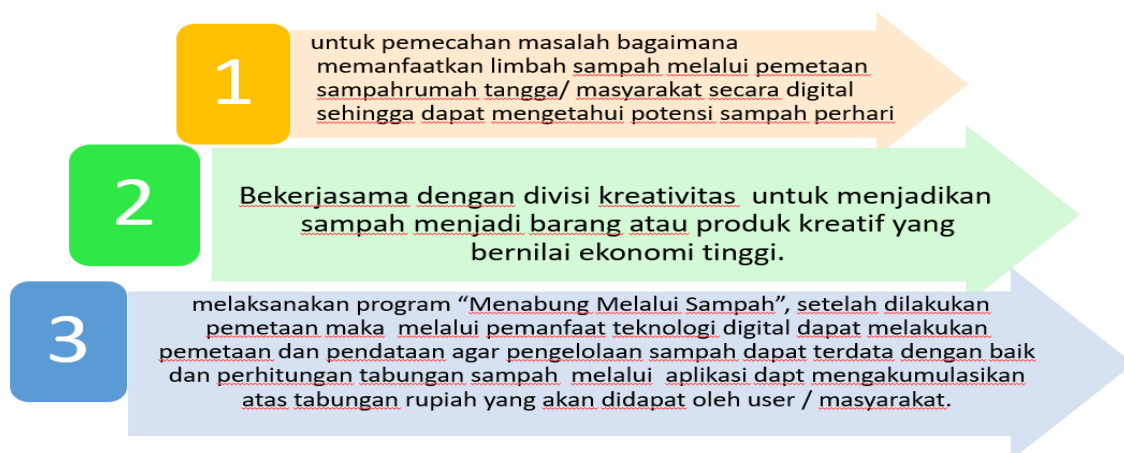 1
untuk pemecahan masalah bagaimana
memanfaatkan limbah sampah melalui pemetaan
sampahrumah tangga/ masyarakat secara digital
sehingga dapat mengetahui potensi sampah perhari
2
Bekerjasama dengan divisi kreativitas untuk menjadikan
sampah menjadi barang atau produk kreatif yang
bernilai ekonomi tinggi.
3
melaksanakan program “Menabung Melalui Sampah”, setelah dilakukan
pemetaan maka melalui pemanfaat teknologi digital dapat melakukan
pemetaan dan pendataan agar pengelolaan sampah dapat terdata dengan baik
dan perhitungan tabungan sampah melalui aplikasi dapt mengakumulasikan
atas tabungan rupiah yang akan didapat oleh user / masyarakat.